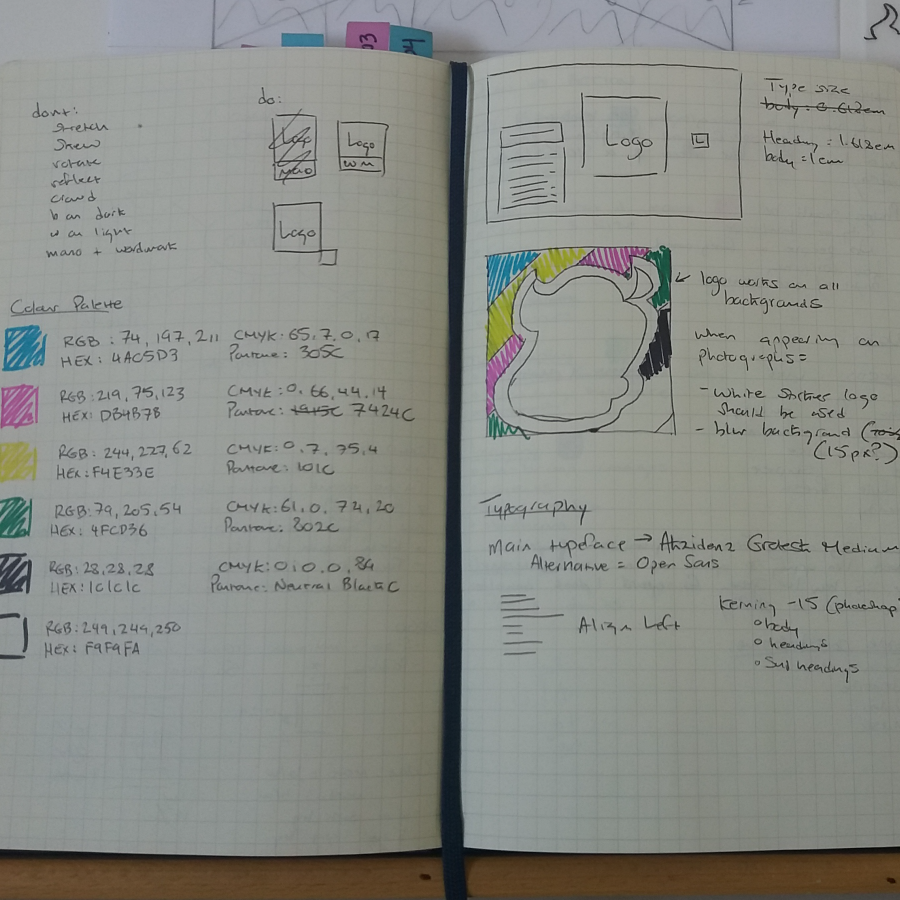 03
04
dont:
Stretch
Skew
rotate
reflect
crowd
b on dark
w on light
mono + wordmark
do:
Logo
mono
Logo
wm
Logo
Colour Palette
RGB : 74, 197, 211
HEX : 4AC5D3
CMYK: 65, 7, 0, 17
Pantone: 305C
RGB: 219, 75, 123
HEX: DB4B7B
CMYK: 0, 66, 44, 14
Pantone: 1915C 7424C
RGB: 244, 227, 62
HEX: F4E33E
CMYK: 0, 7, 75, 4
Pantone: 101C
RGB: 79, 205, 54
HEX: 4FCD36
CMYK: 61, 0, 74, 20
Pantone: 802C
RGB: 28, 28, 28
HEX: 1C1C1C
CMYK: 0, 0, 0, 89
Pantone: Neutral Black C
RGB: 249, 249, 250
HEX: F9F9FA
Logo
L
Type size
body : 0.618em
Heading = 1.618em
body = 1em
logo works on all
backgrounds
when appearing on
photographs =
- White sticker logo
should be used
- blur background
(15px?)
Typography
Main typeface → Akzidenz Grotesk Medium
Alternative = Open Sans
Align Left
Kerning -15 (photoshop
body
headings
Sub headings